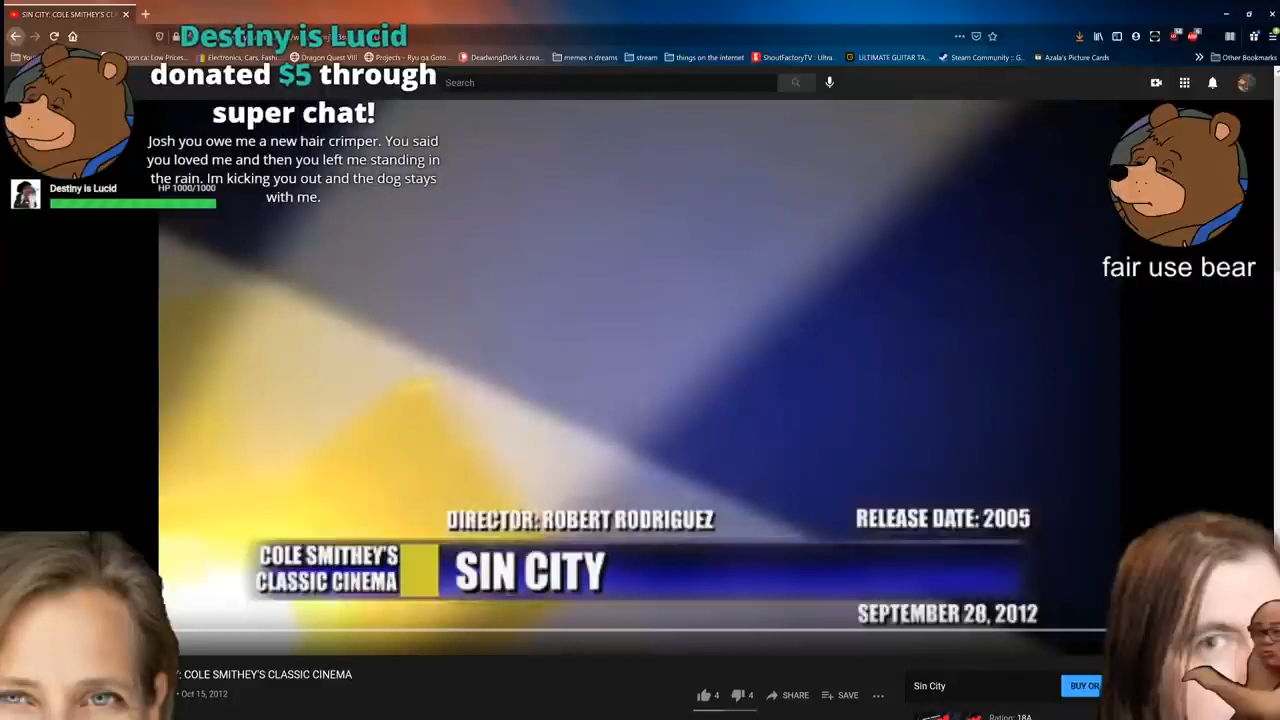 SIN CITY: COLE SMITHEY'S CL
Destiny is Lucid
donated $5 through
super chat!
Josh you owe me a new hair crimper. You said
you loved me and then you left me standing in
the rain. Im kicking you out and the dog stays
with me.
Electronics, Cars, Fashi...
Dragon Quest VIII
Projects - Ryu ga Goto...
DeadwingDork is crea...
memes n dreams
stream
things on the internet
ShoutFactoryTV : Ultra...
ULTIMATE GUITAR TA...
Steam Community :: G...
Azala's Picture Cards
Other Bookmarks
Search
Destiny is Lucid
HP 1000/1000
fair use bear
DIRECTOR: ROBERT RODRIGUEZ
RELEASE DATE: 2005
COLE SMITHEY'S
CLASSIC CINEMA
SIN CITY
SEPTEMBER 28, 2012
: COLE SMITHEY'S CLASSIC CINEMA
• Oct 15, 2012
4
4
SHARE
SAVE
Sin City
BUY OR
Rating: 18A